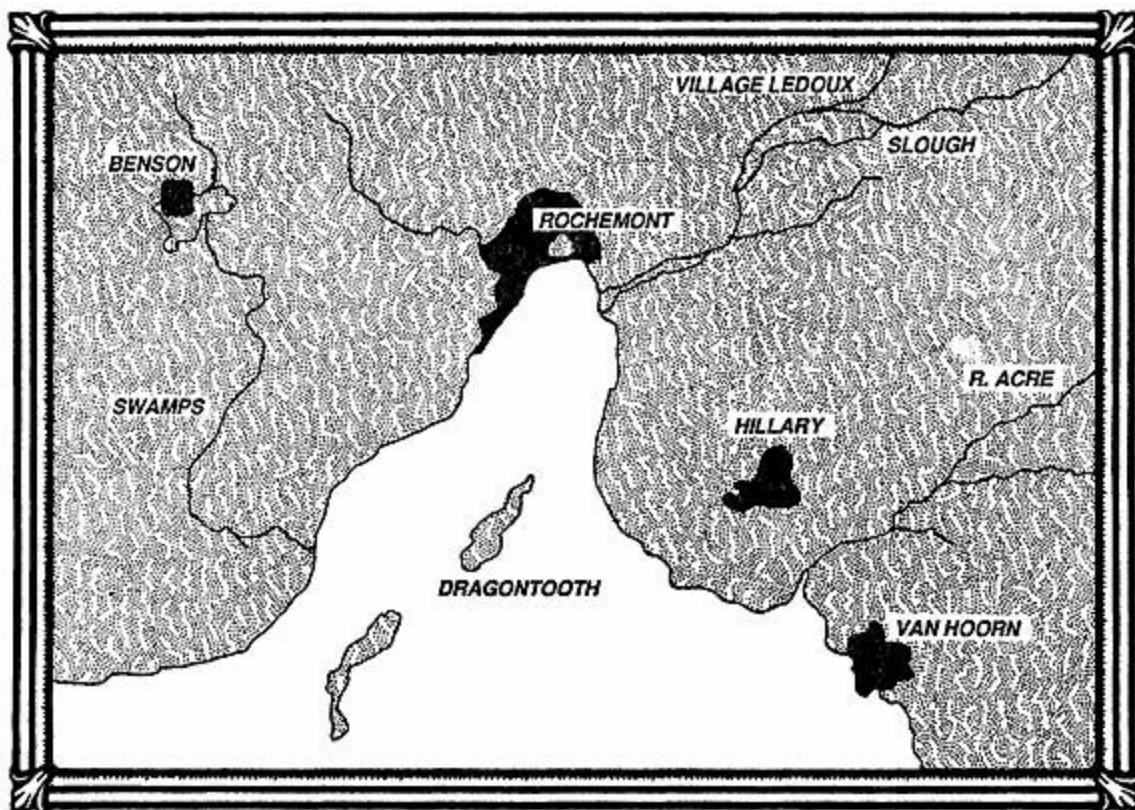 VILLAGE LEDOUX
SLOUGH
BENSON
ROCHEMONT
R. ACRE
SWAMPS
HILLARY
DRAGONTOOTH
VAN HOORN